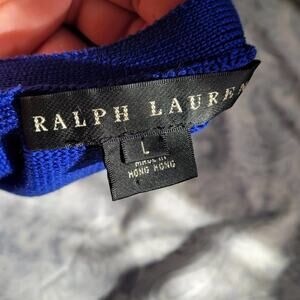 RALPH LAUREN
L
MADE IN
HONG KONG